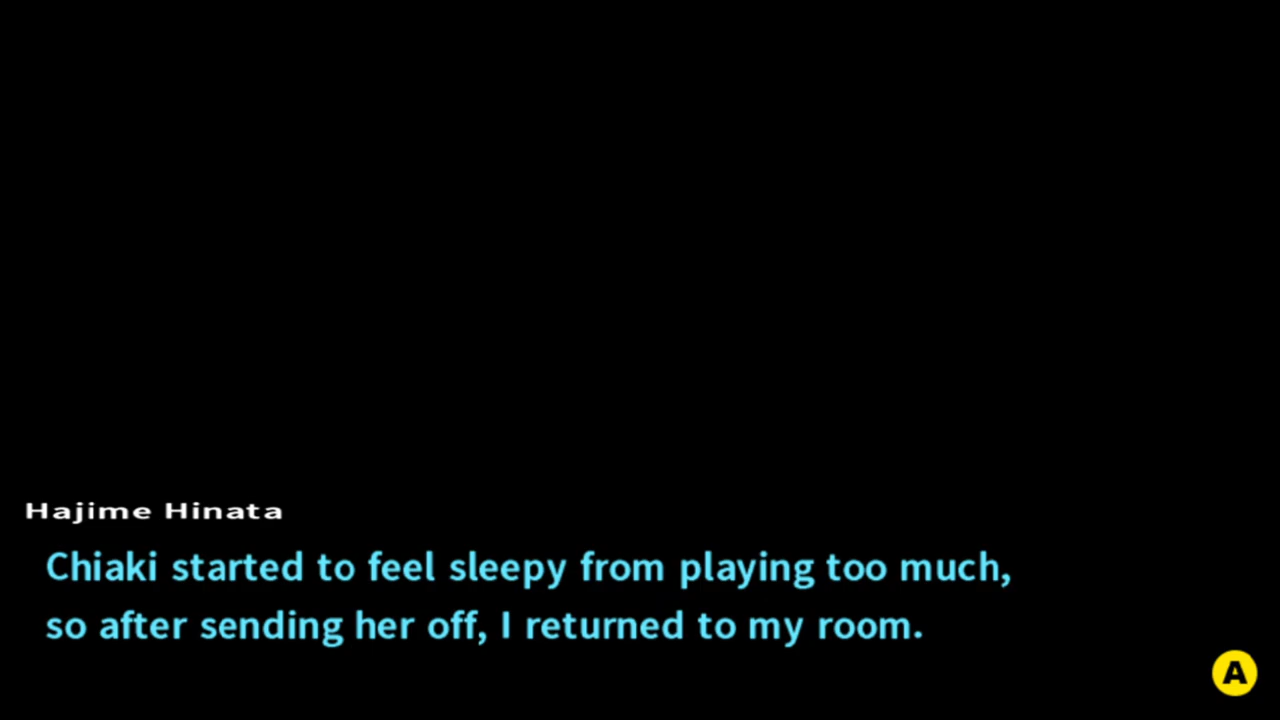 Hajime Hinata
Chiaki started to feel sleepy from playing too much,
so after sending her off, I returned to my room.
A